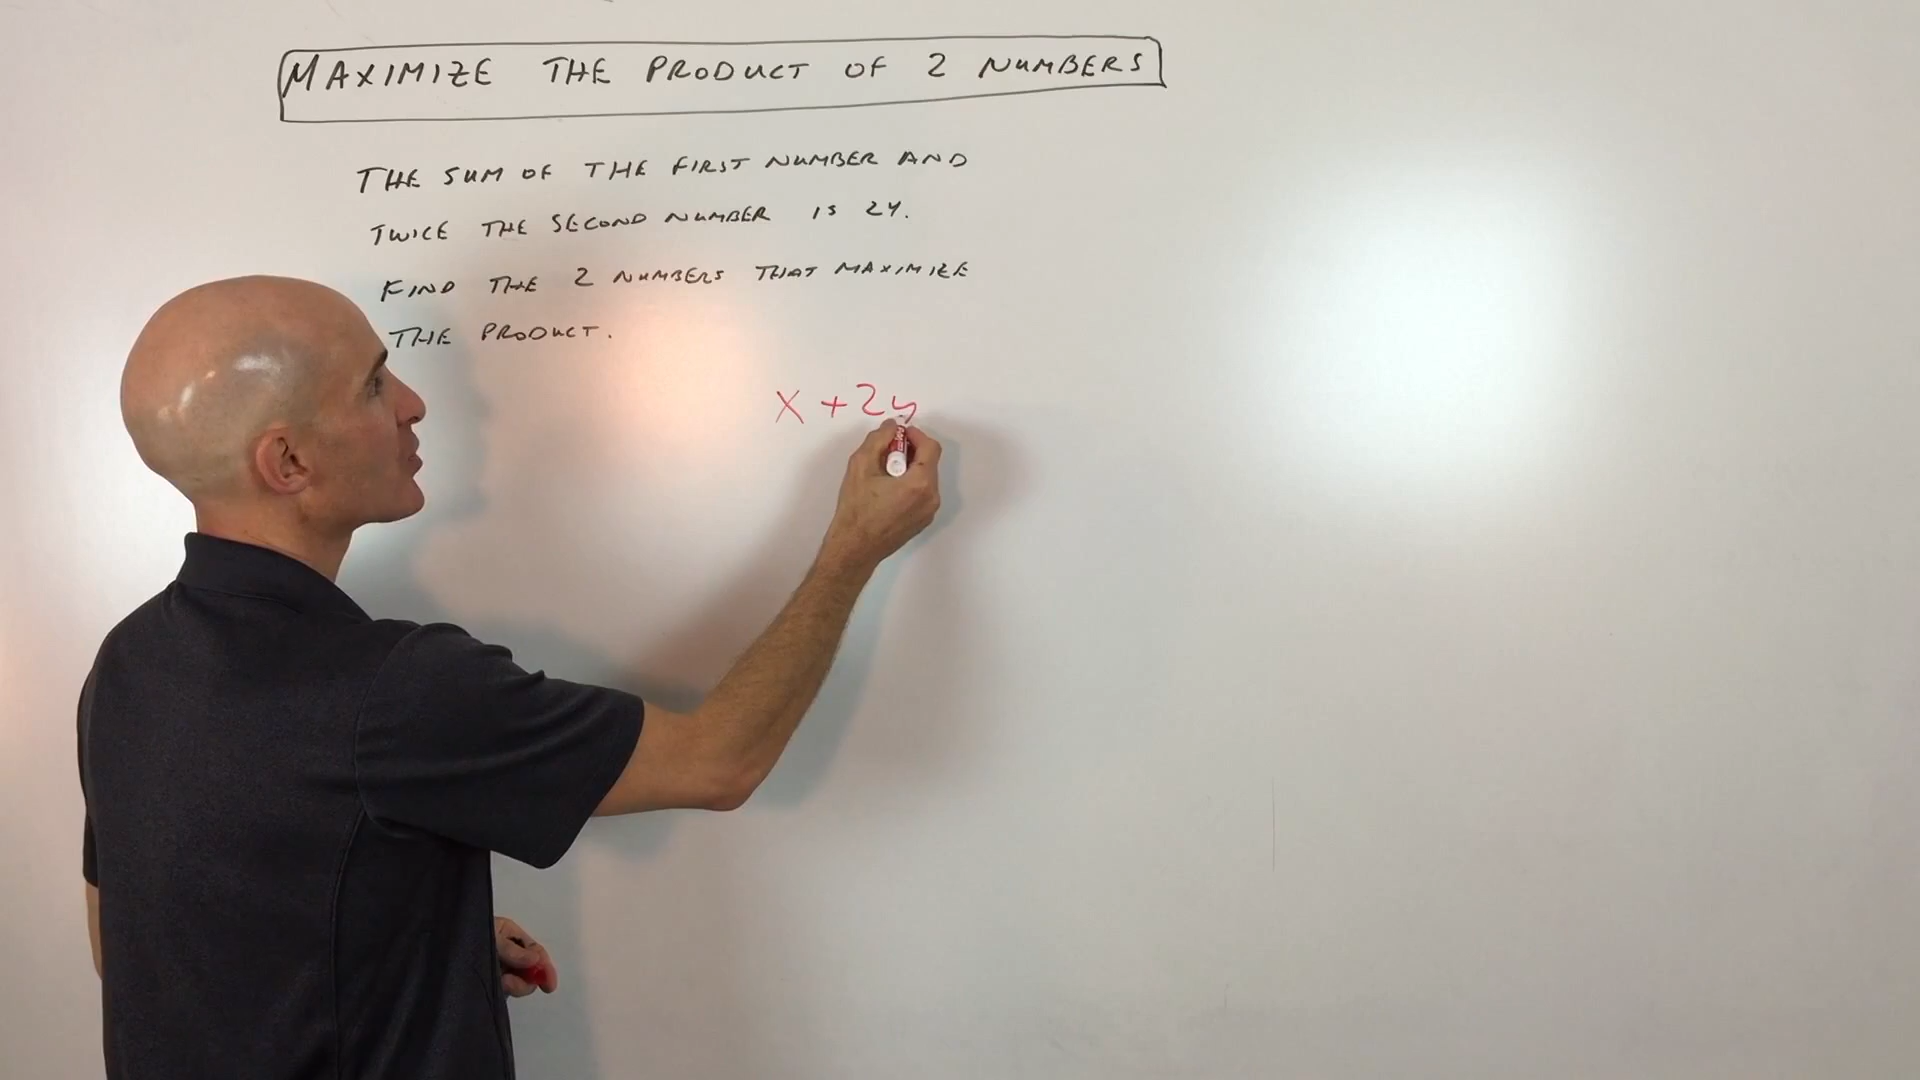 MAXIMIZE THE PRODUCT OF 2 NUMBERS
THE SUM OF THE FIRST NUMBER AND
TWICE THE SECOND NUMBER IS 24.
FIND THE 2 NUMBERS THAT MAXIMIZE
THE PRODUCT.
x + 2y